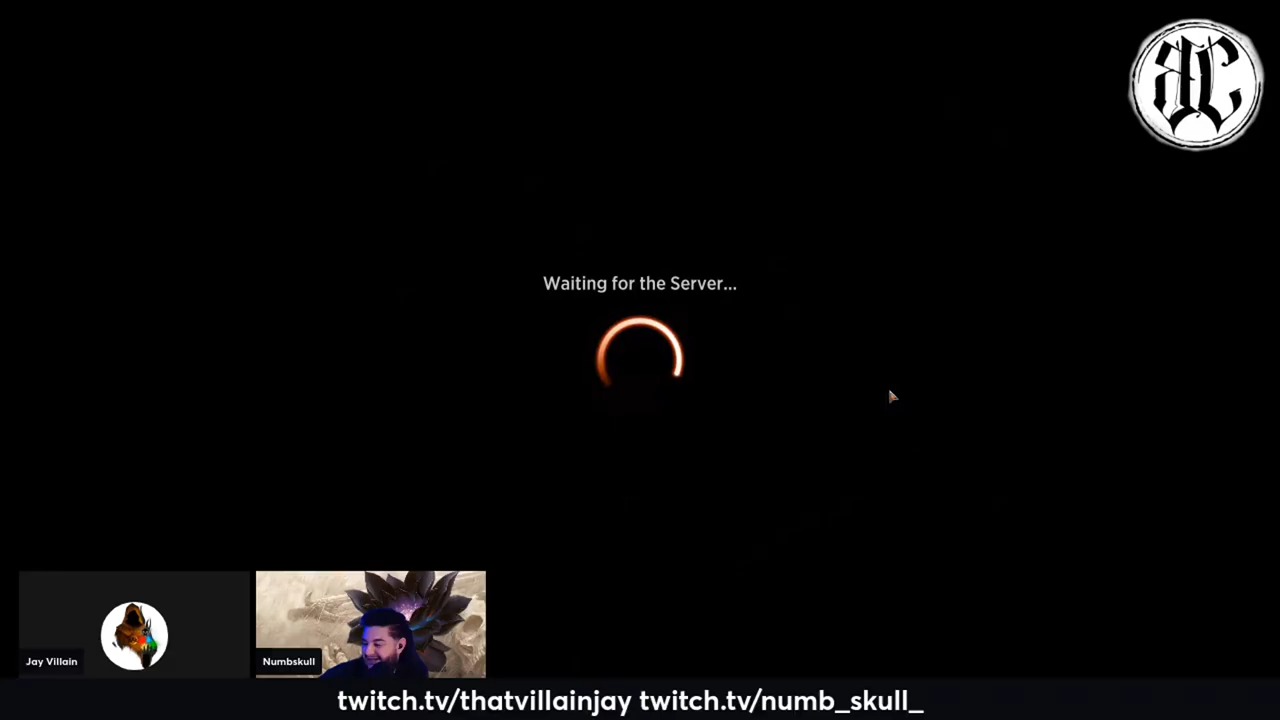 Waiting for the Server...
Jay Villain
Numbskull
twitch.tv/thatvillainjay twitch.tv/numb_skull_